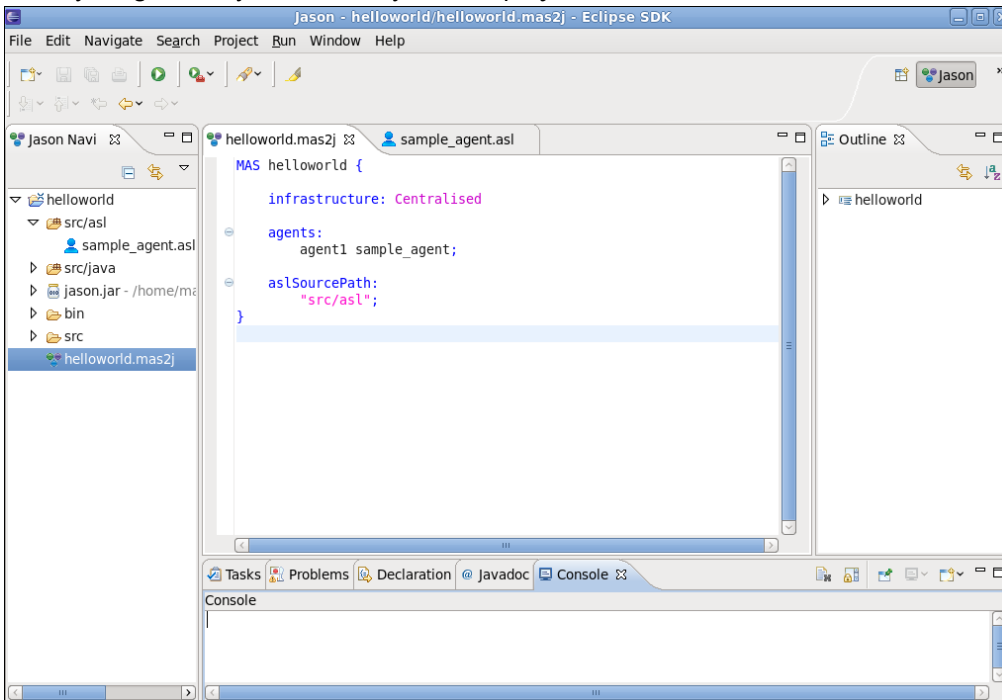 Jason - helloworld/helloworld.mas2j - Eclipse SDK
File Edit Navigate Search Project Run Window Help
Jason
Jason Navi
helloworld
src/asl
sample_agent.asl
src/java
jason.jar - /home/ma
bin
src
helloworld.mas2j
helloworld.mas2j sample_agent.asl
MAS helloworld {
infrastructure: Centralised
agents:
agent1 sample_agent;
aslSourcePath:
"src/asl";
}
Outline
helloworld
Tasks Problems Declaration @ Javadoc Console
Console